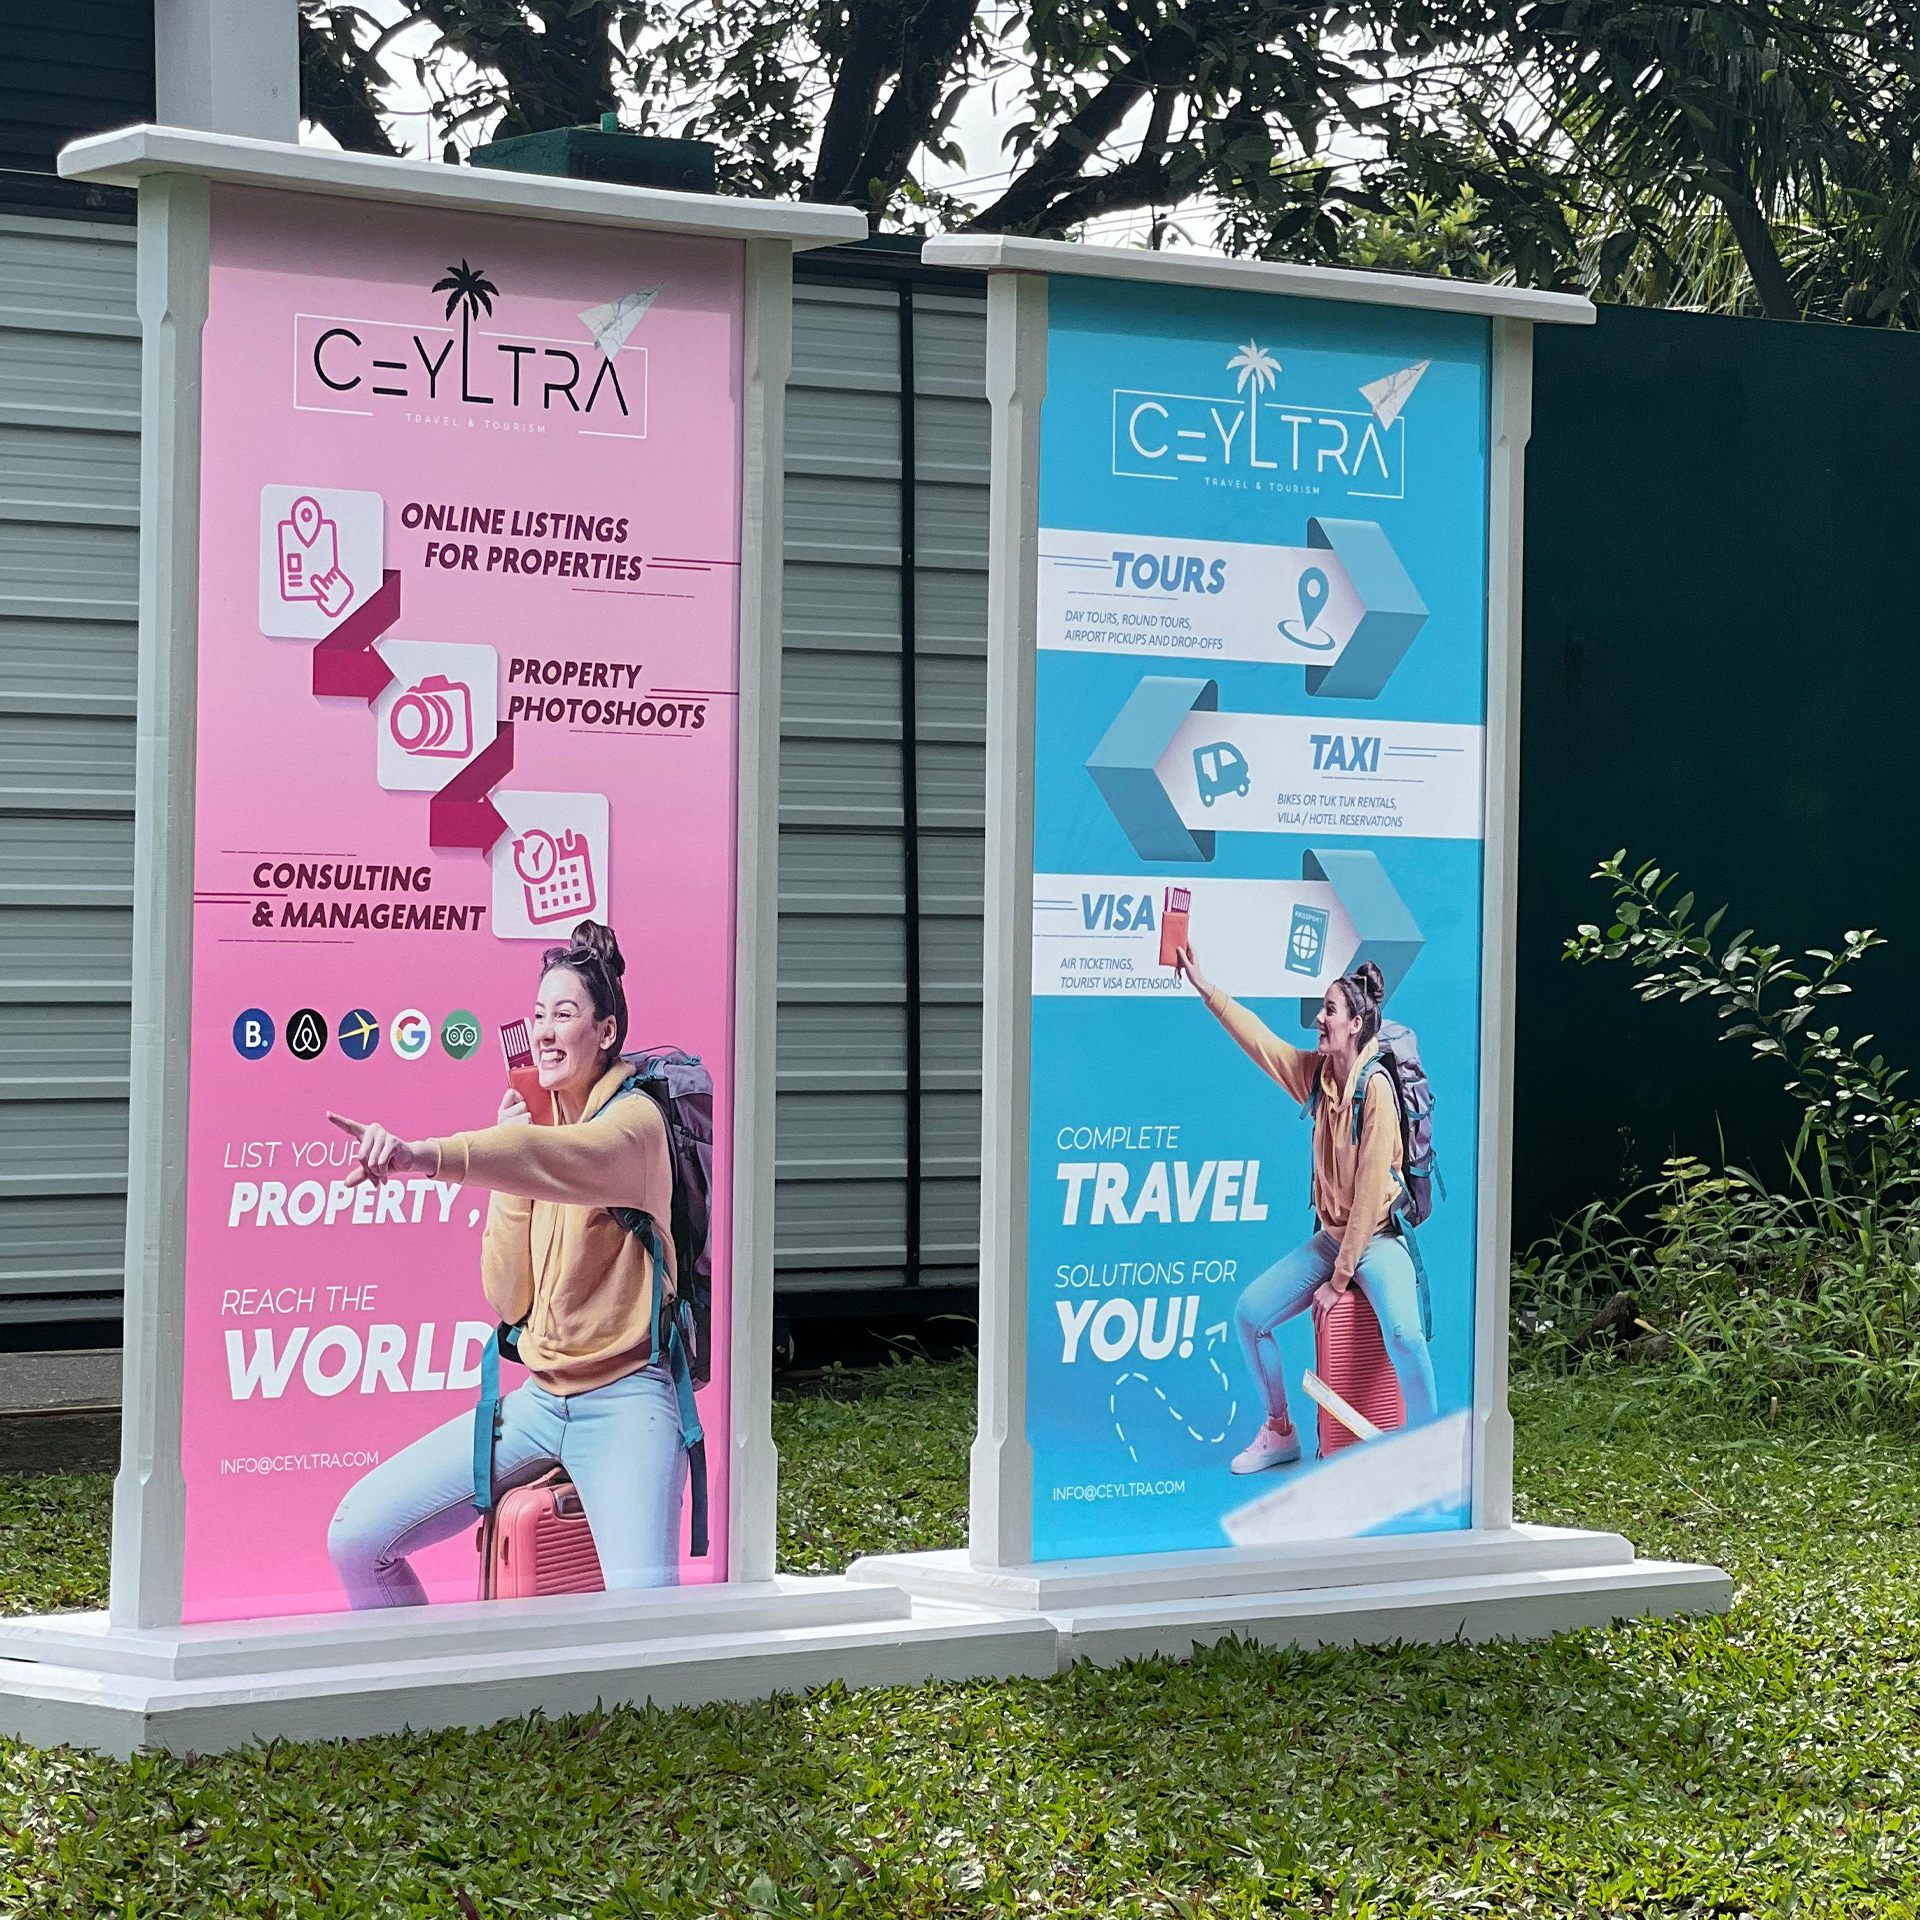 CEYLTRA
TRAVEL & TOURISM
ONLINE LISTINGS
FOR PROPERTIES
PROPERTY
PHOTOSHOOTS
CONSULTING
& MANAGEMENT
B.
G
LIST YOUR
PROPERTY,
REACH THE
WORLD
INFO@CEYLTRA.COM
CEYLTRA
TRAVEL & TOURISM
TOURS
DAY TOURS, ROUND TOURS,
AIRPORT PICKUPS AND DROP-OFFS
TAXI
BIKES OR TUK TUK RENTALS,
VILLA / HOTEL RESERVATIONS
VISA
PASSPORT
AIR TICKETINGS,
TOURIST VISA EXTENSIONS
COMPLETE
TRAVEL
SOLUTIONS FOR
YOU!
INFO@CEYLTRA.COM